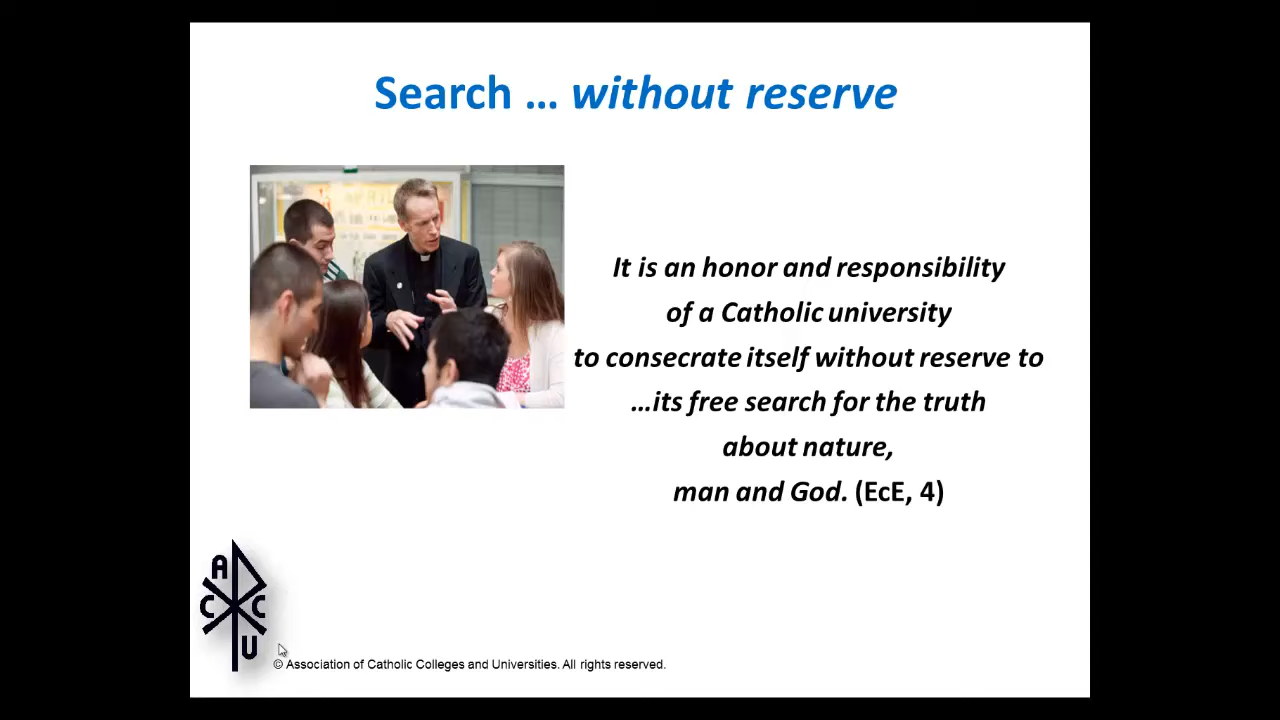 Search … without reserve
It is an honor and responsibility
of a Catholic university
to consecrate itself without reserve to
…its free search for the truth
about nature,
man and God. (EcE, 4)
A
C C
U
© Association of Catholic Colleges and Universities. All rights reserved.